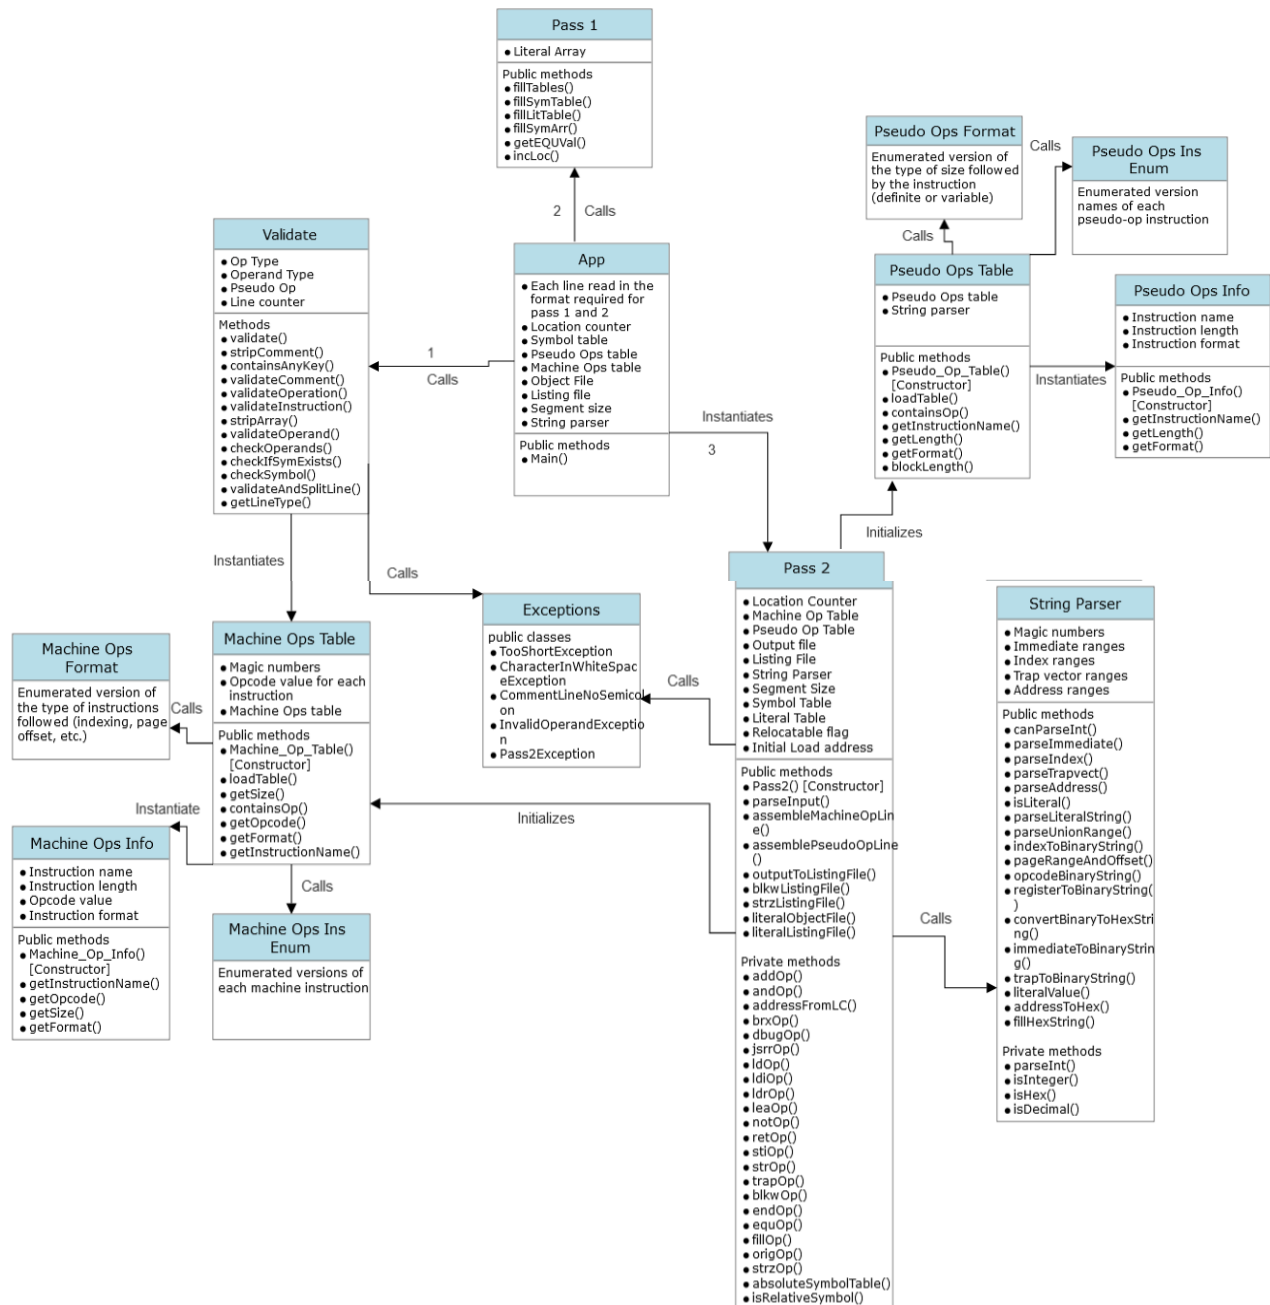 Pass 1
Literal Array
Public methods
fillTables()
fillSymTable()
fillLitTable()
fillSymArr()
getEQUVal()
incLoc()
2
Calls
Pseudo Ops Format
Enumerated version of
the type of size followed
by the instruction
(definite or variable)
Calls
Pseudo Ops Ins
Enum
Enumerated version
names of each
pseudo-op instruction
Calls
Validate
Op Type
Operand Type
Pseudo Op
Line counter
Methods
validate()
stripComment()
containsAnyKey()
validateComment()
validateOperation()
validateInstruction()
stripArray()
validateOperand()
checkOperands()
checkIfSymExists()
checkSymbol()
validateAndSplitLine()
getLineType()
1
Calls
App
Each line read in the
format required for
pass 1 and 2
Location counter
Symbol table
Pseudo Ops table
Machine Ops table
Object File
Listing file
Segment size
String parser
Public methods
Main()
Instantiates
3
Pseudo Ops Table
Pseudo Ops table
String parser
Public methods
Pseudo_Op_Table()
[Constructor]
loadTable()
containsOp()
getInstructionName()
getLength()
getFormat()
blockLength()
Instantiates
Pseudo Ops Info
Instruction name
Instruction length
Instruction format
Public methods
Pseudo_Op_Info()
[Constructor]
getInstructionName()
getLength()
getFormat()
Initializes
Instantiates
Calls
Exceptions
public classes
TooShortException
CharacterInWhiteSpac
eException
CommentLineNoSemicol
on
InvalidOperandExceptio
n
Pass2Exception
Calls
Machine Ops
Format
Enumerated version of
the type of instructions
followed (indexing, page
offset, etc.)
Calls
Machine Ops Table
Magic numbers
Opcode value for each
instruction
Machine Ops table
Public methods
Machine_Op_Table()
[Constructor]
loadTable()
getSize()
containsOp()
getOpcode()
getFormat()
getInstructionName()
Instantiate
Initializes
Machine Ops Info
Instruction name
Instruction length
Opcode value
Instruction format
Public methods
Machine_Op_Info()
[Constructor]
getInstructionName()
getOpcode()
getSize()
getFormat()
Calls
Machine Ops Ins
Enum
Enumerated versions of
each machine instruction
Pass 2
Location Counter
Machine Op Table
Pseudo Op Table
Output file
Listing File
String Parser
Segment Size
Symbol Table
Literal Table
Relocatable flag
Initial Load address
Public methods
Pass2() [Constructor]
parseInput()
assembleMachineOpLin
e()
assemblePseudoOpLine
()
outputToListingFile()
blkwListingFile()
strzListingFile()
literalObjectFile()
literalListingFile()
Private methods
addOp()
andOp()
addressFromLC()
brxOp()
dbugOp()
jsrrOp()
ldOp()
ldiOp()
ldrOp()
leaOp()
notOp()
retOp()
stiOp()
strOp()
trapOp()
blkwOp()
endOp()
equOp()
fillOp()
origOp()
strzOp()
absoluteSymbolTable()
isRelativeSymbol()
Calls
String Parser
Magic numbers
Immediate ranges
Index ranges
Trap vector ranges
Address ranges
Public methods
canParseInt()
parseImmediate()
parseIndex()
parseTrapvect()
parseAddress()
isLiteral()
parseLiteralString()
parseUnionRange()
indexToBinaryString()
pageRangeAndOffset()
opcodeBinaryString()
registerToBinaryString(
)
convertBinaryToHexStri
ng()
immediateToBinaryStrin
g()
trapToBinaryString()
literalValue()
addressToHex()
fillHexString()
Private methods
parseInt()
isInteger()
isHex()
isDecimal()